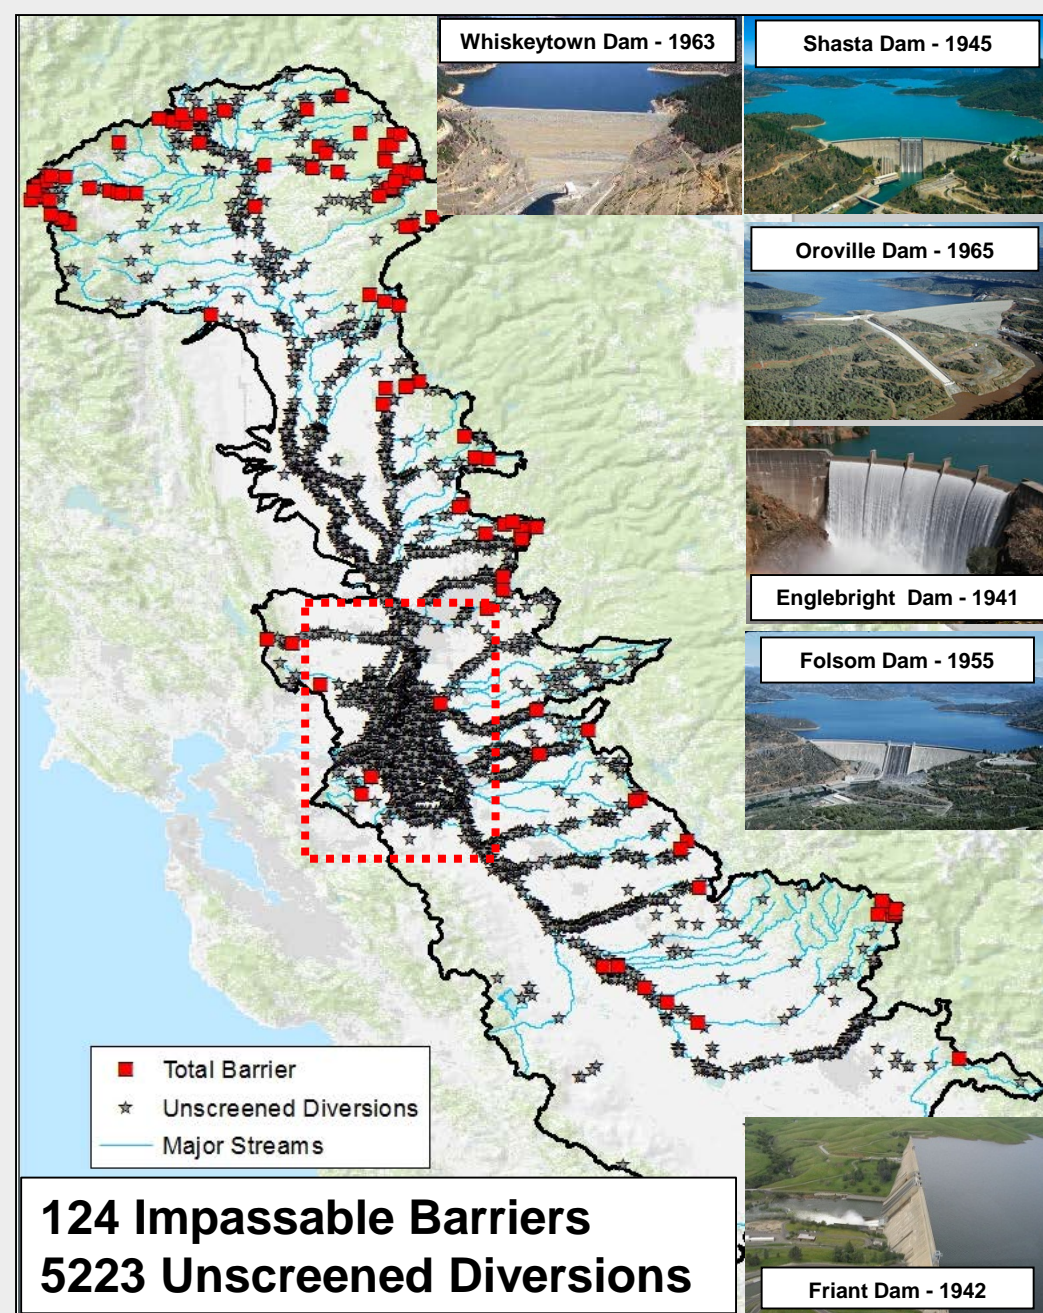 Whiskeytown Dam - 1963
Shasta Dam - 1945
Oroville Dam - 1965
Englebright Dam - 1941
Folsom Dam - 1955
Total Barrier
Unscreened Diversions
Major Streams
124 Impassable Barriers
5223 Unscreened Diversions
Friant Dam - 1942